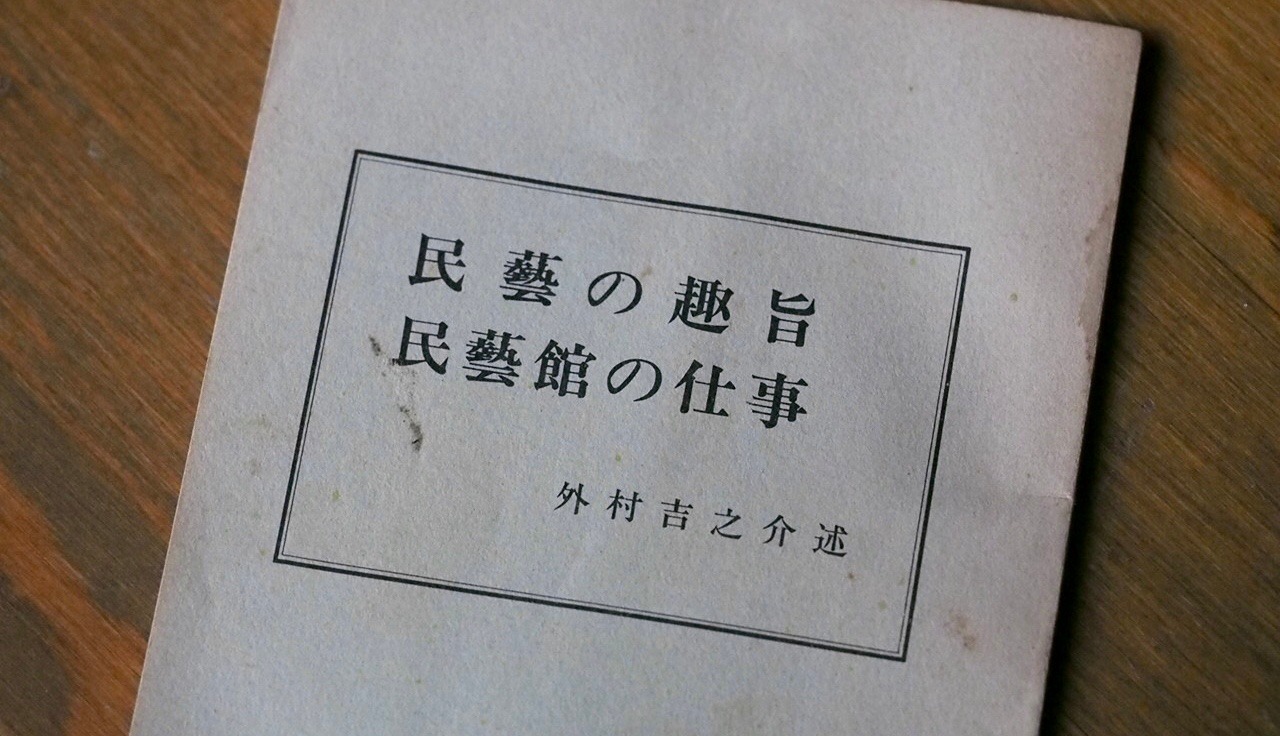 民藝の趣旨
民藝館の仕事
外村吉之介述